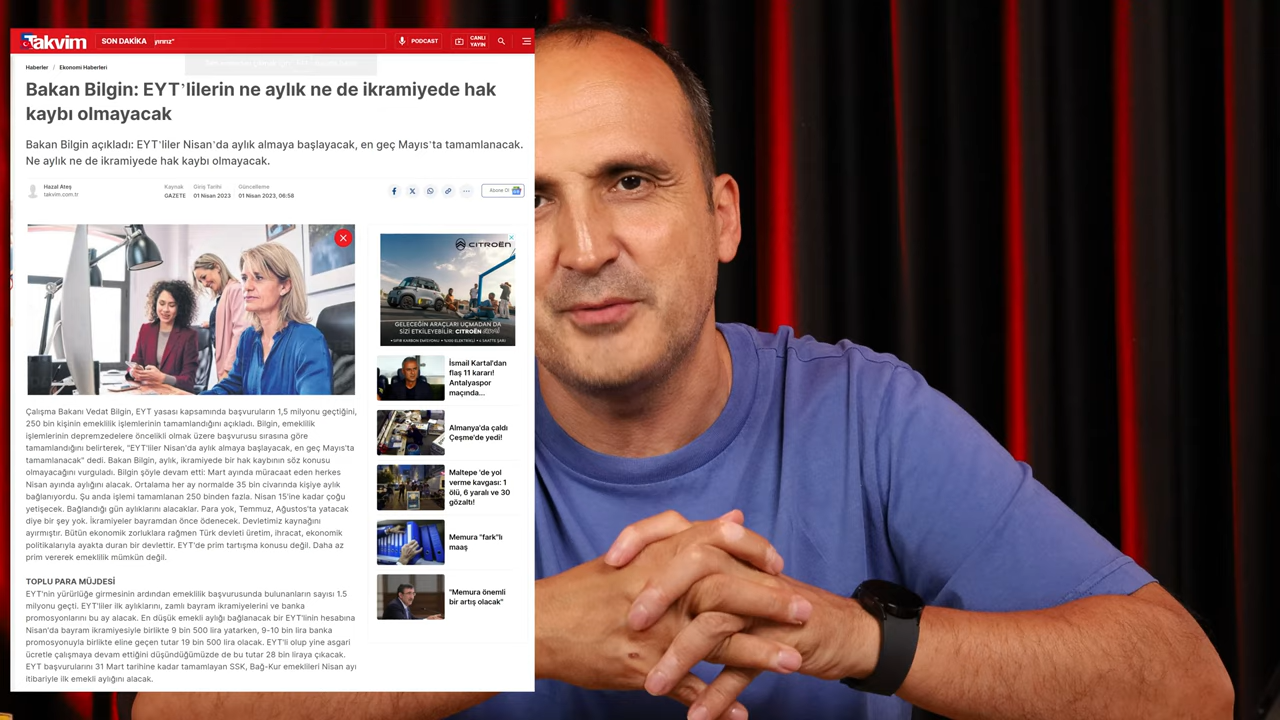 Takvim
SON DAKİKA
yırırız"
PODCAST
CANLI
YAYIN
Haberler / Ekonomi Haberleri
Bakan Bilgin: EYT'lilerin ne aylık ne de ikramiyede hak
kaybı olmayacak
Bakan Bilgin açıkladı: EYT'liler Nisan'da aylık almaya başlayacak, en geç Mayıs'ta tamamlanacak.
Ne aylık ne de ikramiyede hak kaybı olmayacak.
Hazal Ateş
takvim.com.tr
Kaynak
GAZETE
Giriş Tarihi
01 Nisan 2023
Güncelleme
01 Nisan 2023, 06:58
Abone Ol
CITROËN
GELECEĞİN ARAÇLARI UÇMADAN DA
SİZİ ETKİLEYEBİLİR: CITROËN
• SIFIR KARBON EMİSYONU • %100 ELEKTRİKLİ • 4 SAATTE ŞARJ
İsmail Kartal'dan
flaş 11 kararı!
Antalyaspor
maçında...
Almanya'da çaldı
Çeşme'de yedi!
Maltepe 'de yol
verme kavgası: 1
ölü, 6 yaralı ve 30
gözaltı!
Memura "fark"lı
maaş
"Memura önemli
bir artış olacak"
Çalışma Bakanı Vedat Bilgin, EYT yasası kapsamında başvuruların 1,5 milyonu geçtiğini,
250 bin kişinin emeklilik işlemlerinin tamamlandığını açıkladı. Bilgin, emeklilik
işlemlerinin depremzedelere öncelikli olmak üzere başvurusu sırasına göre
tamamlandığını belirterek, "EYT'liler Nisan'da aylık almaya başlayacak, en geç Mayıs'ta
tamamlanacak" dedi. Bakan Bilgin, aylık, ikramiyede bir hak kaybının söz konusu
olmayacağını vurguladı. Bilgin şöyle devam etti: Mart ayında müracaat eden herkes
Nisan ayında aylığını alacak. Ortalama her ay normalde 35 bin civarında kişiye aylık
bağlanıyordu. Şu anda işlemi tamamlanan 250 binden fazla. Nisan 15'ine kadar çoğu
yetişecek. Bağlandığı gün aylıklarını alacaklar. Para yok, Temmuz, Ağustos'ta yatacak
diye bir şey yok. İkramiyeler bayramdan önce ödenecek. Devletimiz kaynağını
ayırmıştır. Bütün ekonomik zorluklara rağmen Türk devleti üretim, ihracat, ekonomik
politikalarıyla ayakta duran bir devlettir. EYT'de prim tartışma konusu değil. Daha az
prim vererek emeklilik mümkün değil.
TOPLU PARA MÜJDESİ
EYT'nin yürürlüğe girmesinin ardından emeklilik başvurusunda bulunanların sayısı 1.5
milyonu geçti. EYT'liler ilk aylıklarını, zamlı bayram ikramiyelerini ve banka
promosyonlarını bu ay alacak. En düşük emekli aylığı bağlanacak bir EYT'linin hesabına
Nisan'da bayram ikramiyesiyle birlikte 9 bin 500 lira yatarken, 9-10 bin lira banka
promosyonuyla birlikte eline geçen tutar 19 bin 500 lira olacak. EYT'li olup yine asgari
ücretle çalışmaya devam ettiğini düşündüğümüzde de bu tutar 28 bin liraya çıkacak.
EYT başvurularını 31 Mart tarihine kadar tamamlayan SSK, Bağ-Kur emeklileri Nisan ayı
itibariyle ilk emekli aylığını alacak.